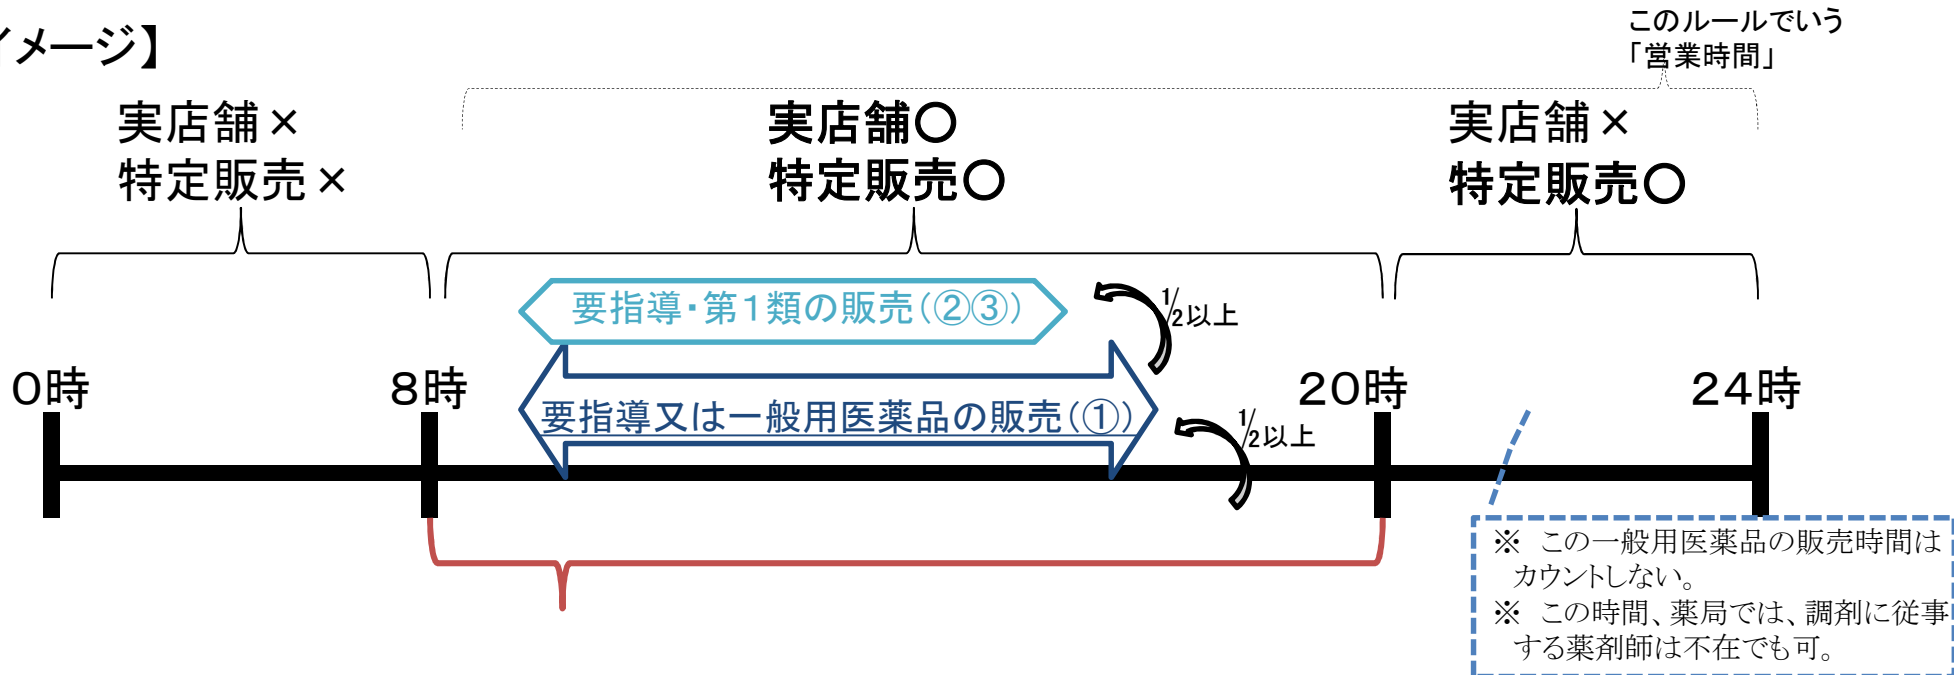 イメージ】
このルールでいう
「営業時間」
実店舗×
特定販売×
実店舗○
特定販売○
実店舗×
特定販売○
要指導・第1類の販売（②③）
1/2以上
0時
8時
要指導又は一般用医薬品の販売（①）
1/2以上
20時
24時
※ この一般用医薬品の販売時間は
カウントしない。
※ この時間、薬局では、調剤に従事
する薬剤師は不在でも可。